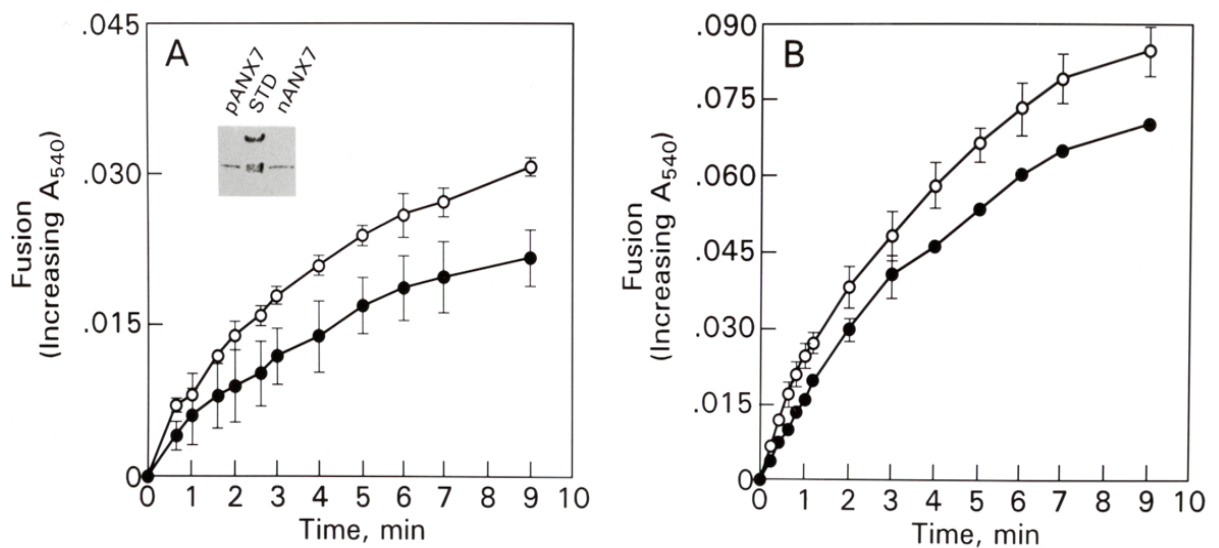 A
pANX7
STD
nANX7
.045
.030
.015
0
0 1 2 3 4 5 6 7 8 9 10
Time, min
Fusion
(Increasing A540)
B
.090
.075
.060
.045
.030
.015
0
0 1 2 3 4 5 6 7 8 9 10
Time, min
Fusion
(Increasing A540)